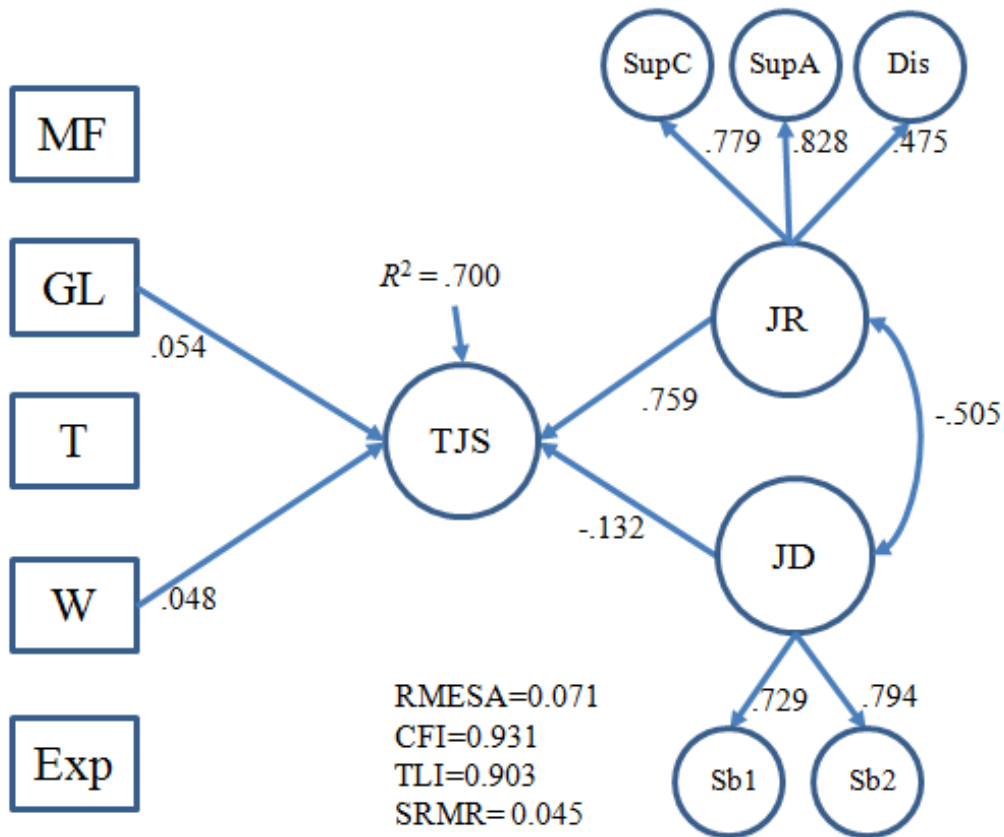 SupC
SupA
Dis
MF
.779
.828
.475
GL
R² = .700
JR
.054
.759
-.505
T
TJS
-.132
JD
W
.048
RMESA=0.071
CFI=0.931
TLI=0.903
SRMR= 0.045
.729
.794
Exp
Sb1
Sb2